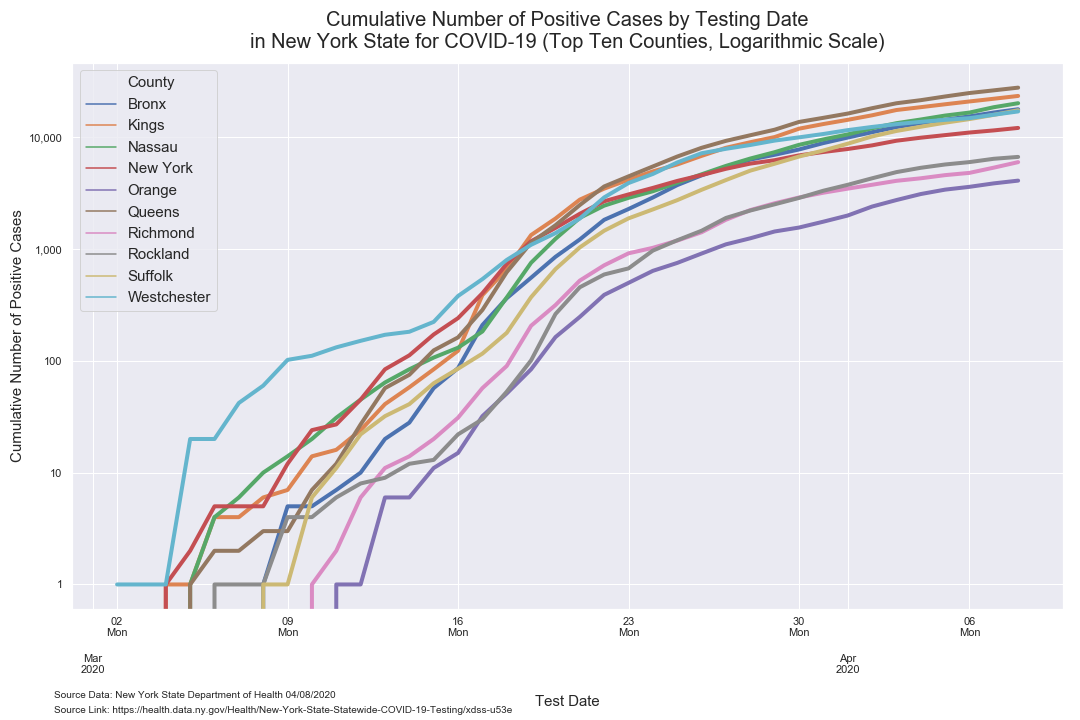 Cumulative Number of Positive Cases by Testing Date
in New York State for COVID-19 (Top Ten Counties, Logarithmic Scale)
County
Bronx
Kings
Nassau
New York
Orange
Queens
Richmond
Rockland
Suffolk
Westchester
Cumulative Number of Positive Cases
10,000
1,000
100
10
1
02 09 16 23 30 06
Mon Mon Mon Mon Mon Mon
Mar Apr
2020 2020
Test Date
Source Data: New York State Department of Health 04/08/2020
Source Link: https://health.data.ny.gov/Health/New-York-State-Statewide-COVID-19-Testing/xdss-u53e